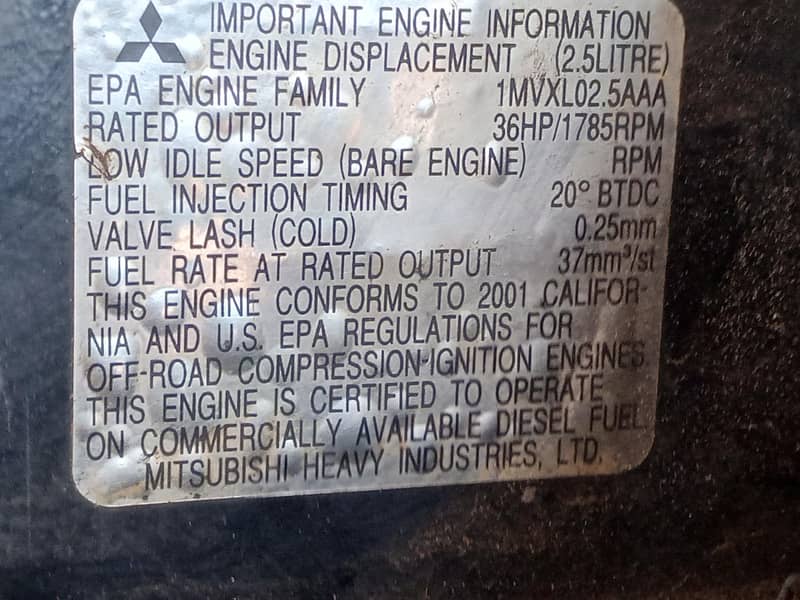 IMPORTANT ENGINE INFORMATION
ENGINE DISPLACEMENT (2.5LITRE)
EPA ENGINE FAMILY 1MVXL02.5AAA
RATED OUTPUT 36HP/1785RPM
LOW IDLE SPEED (BARE ENGINE) RPM
FUEL INJECTION TIMING 20° BTDC
VALVE LASH (COLD) 0.25mm
FUEL RATE AT RATED OUTPUT 37mm³/st
THIS ENGINE CONFORMS TO 2001 CALIFOR-
NIA AND U.S. EPA REGULATIONS FOR
OFF-ROAD COMPRESSION-IGNITION ENGINES.
THIS ENGINE IS CERTIFIED TO OPERATE
ON COMMERCIALLY AVAILABLE DIESEL FUEL.
MITSUBISHI HEAVY INDUSTRIES, LTD.